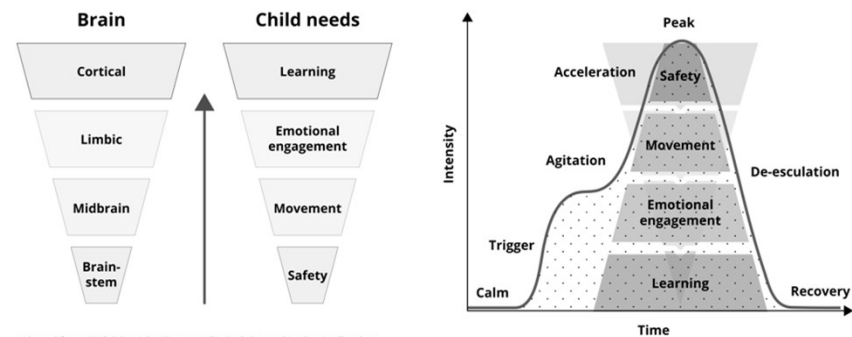 Brain
Child needs
Cortical
Limbic
Midbrain
Brain-
stem
Learning
Emotional
engagement
Movement
Safety
Peak
Acceleration
Safety
Intensity
Agitation
Movement
De-esculation
Emotional
engagement
Trigger
Calm
Learning
Recovery
Time